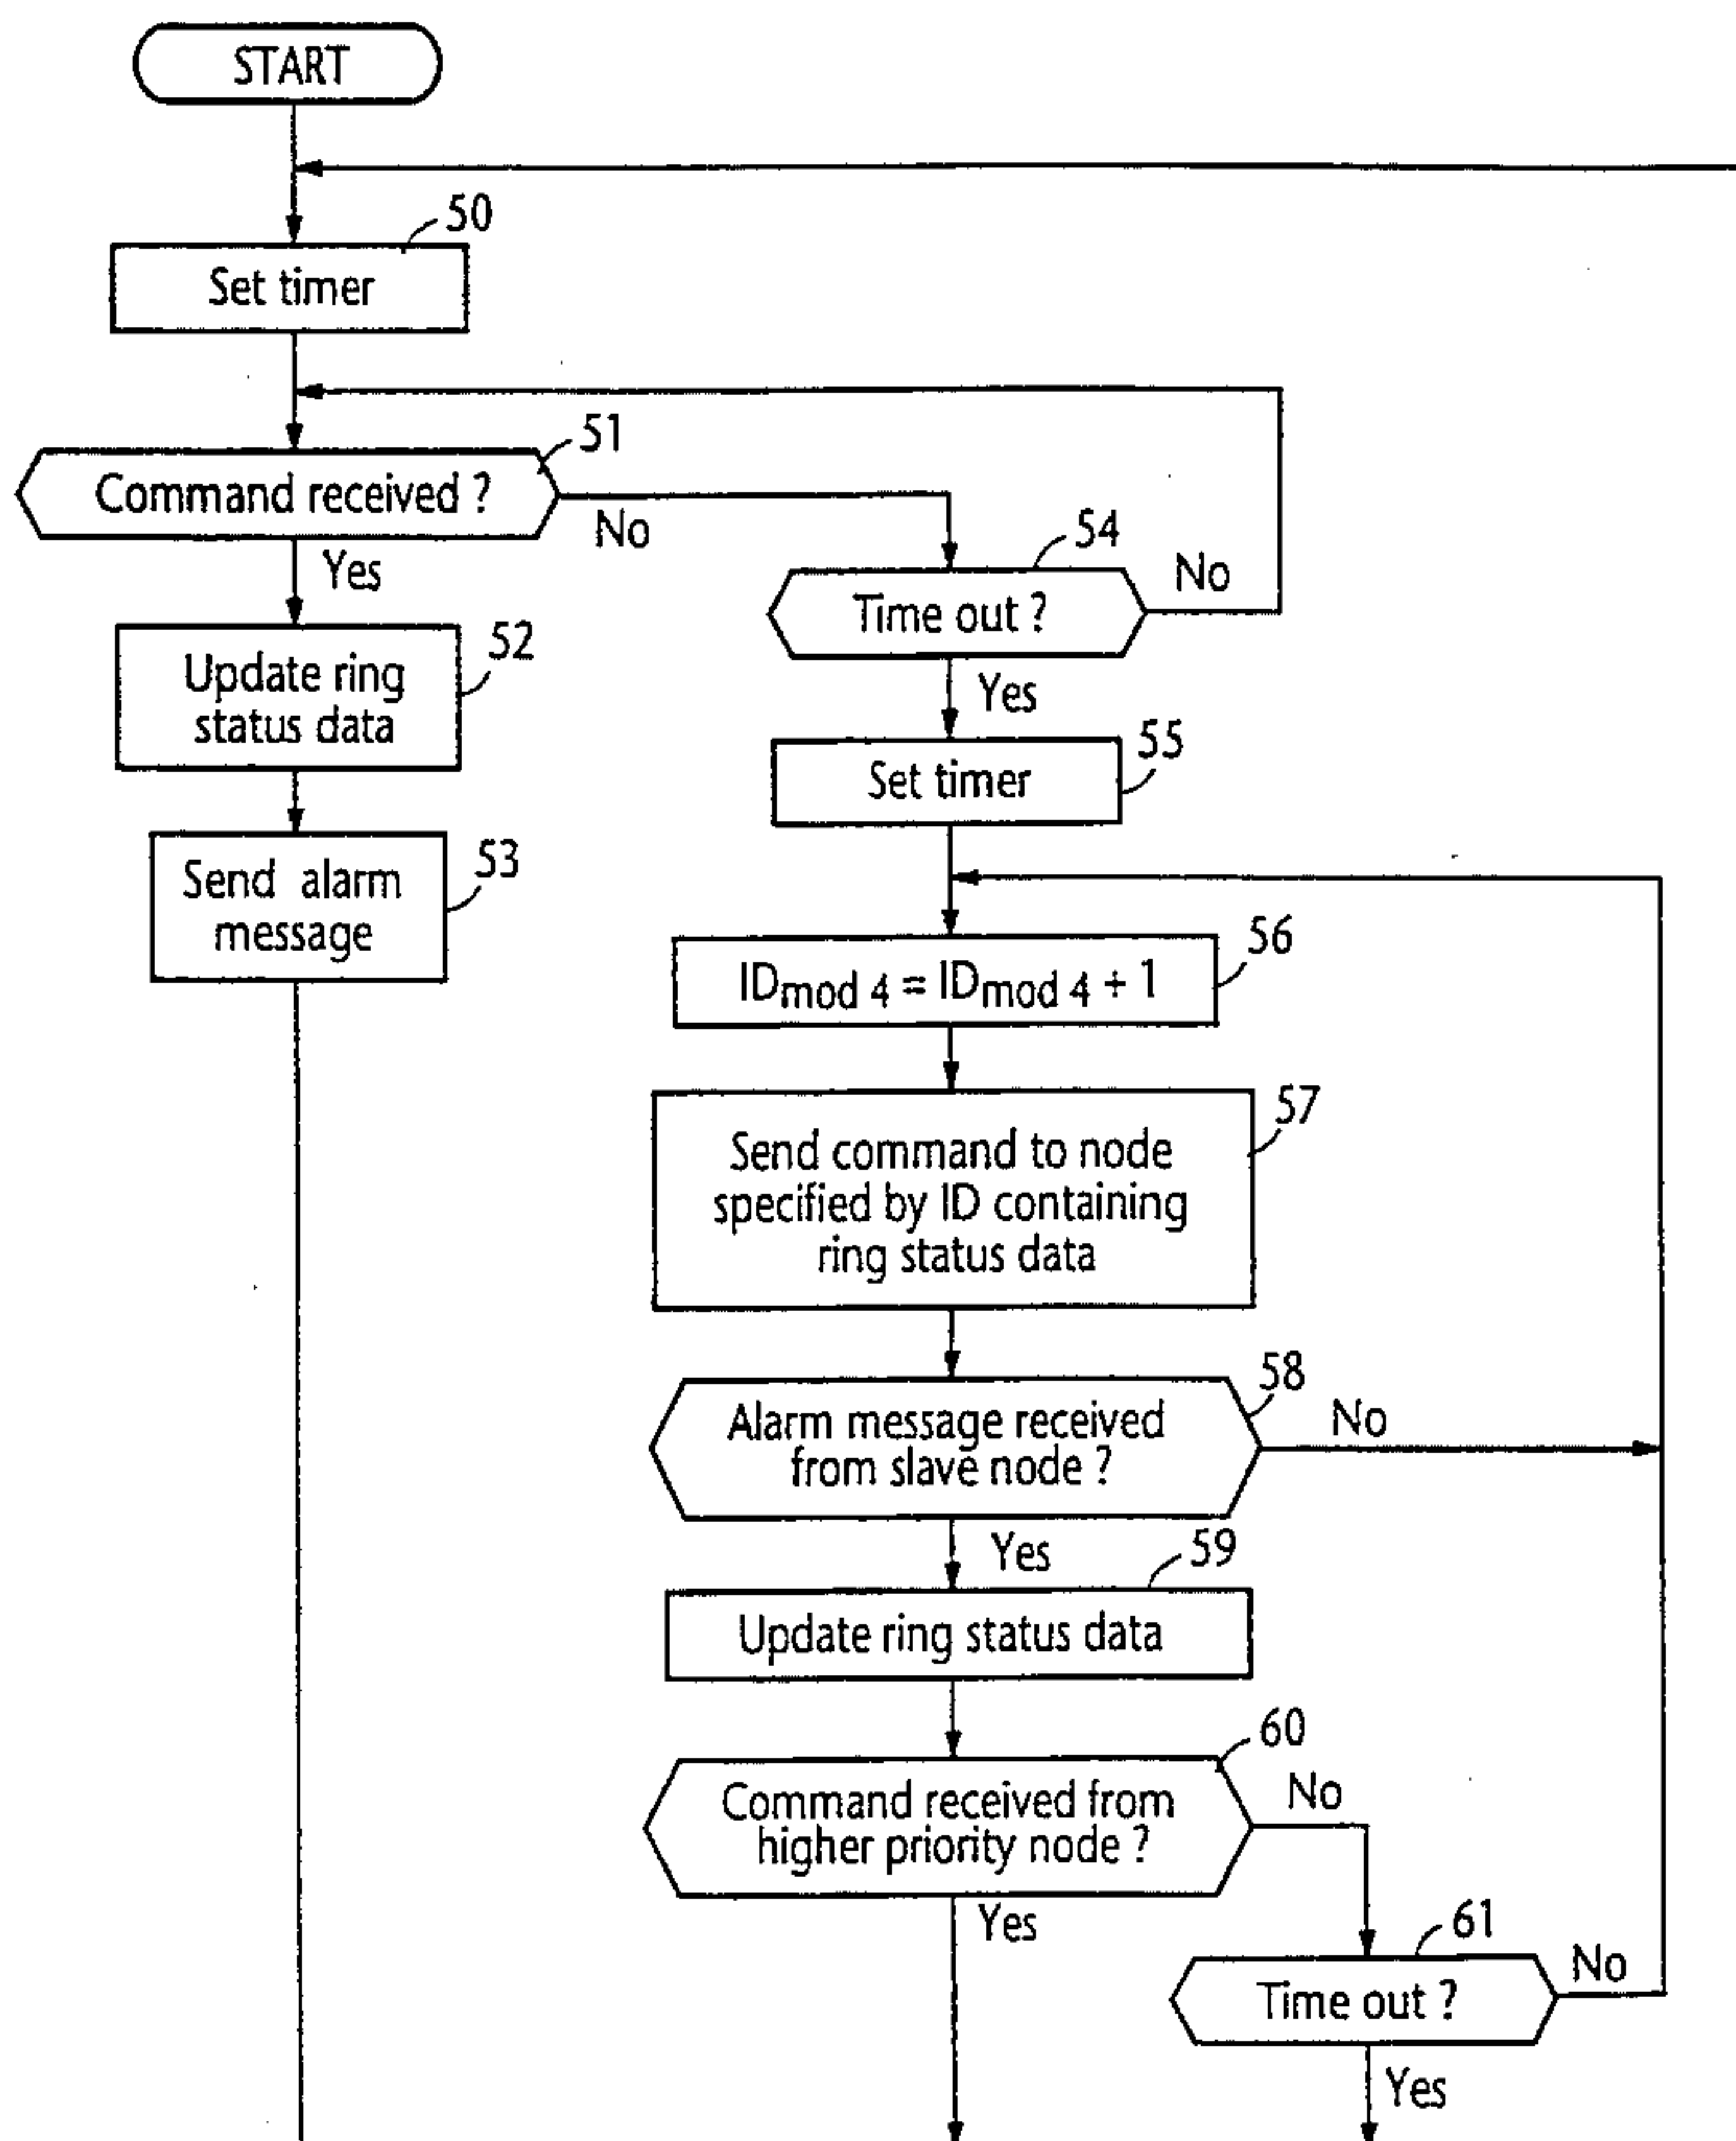 START
50
Set timer
51
Command received ?
No
Yes
54
Time out ?
No
Yes
52
Update ring
status data
55
Set timer
53
Send alarm
message
56
IDmod 4 = IDmod 4 + 1
57
Send command to node
specified by ID containing
ring status data
58
Alarm message received
from slave node ?
No
Yes
59
Update ring status data
60
Command received from
higher priority node ?
No
Yes
61
Time out ?
No
Yes